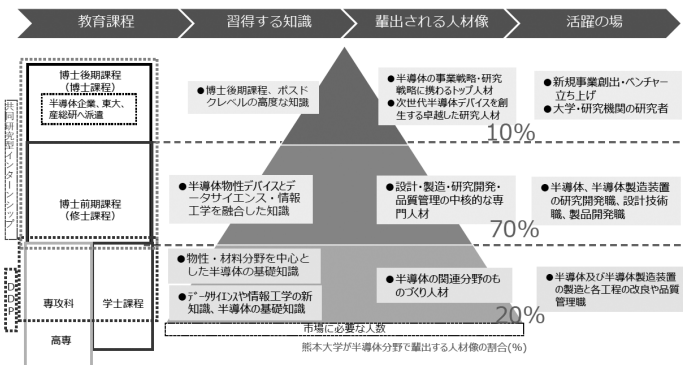 教育課程
習得する知識
輩出される人材像
活躍の場
共同研究型インターンシップ
博士後期課程
（博士課程）
半導体企業、東大、
産総研へ派遣
博士前期課程
（修士課程）
DDP
専攻科
学士課程
高専
●博士後期課程、ポスド
クレベルの高度な知識
●半導体の事業戦略・研究
戦略に携わるトップ人材
●次世代半導体デバイスを創
生する卓越した研究人材
●新規事業創出・ベンチャー
立ち上げ
●大学・研究機関の研究者
10%
●半導体物性デバイスとデ
ータサイエンス・情報
工学を融合した知識
●設計・製造・研究開発・
品質管理の中核的な専
門人材
●半導体、半導体製造装置
の研究開発職、設計技術
職、製品開発職
70%
●物性・材料分野を中心と
した半導体の基礎知識
●データサイエンスや情報工学の新
知識、半導体の基礎知識
●半導体の関連分野のも
のづくり人材
●半導体及び半導体製造装置
の製造と各工程の改良や品質
管理職
20%
市場に必要な人数
熊本大学が半導体分野で輩出する人材像の割合(%)